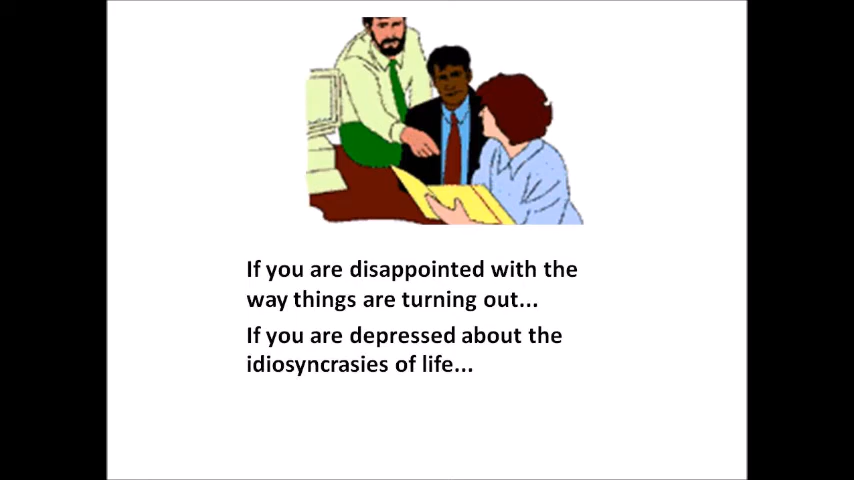 If you are disappointed with the
way things are turning out...
If you are depressed about the
idiosyncrasies of life...